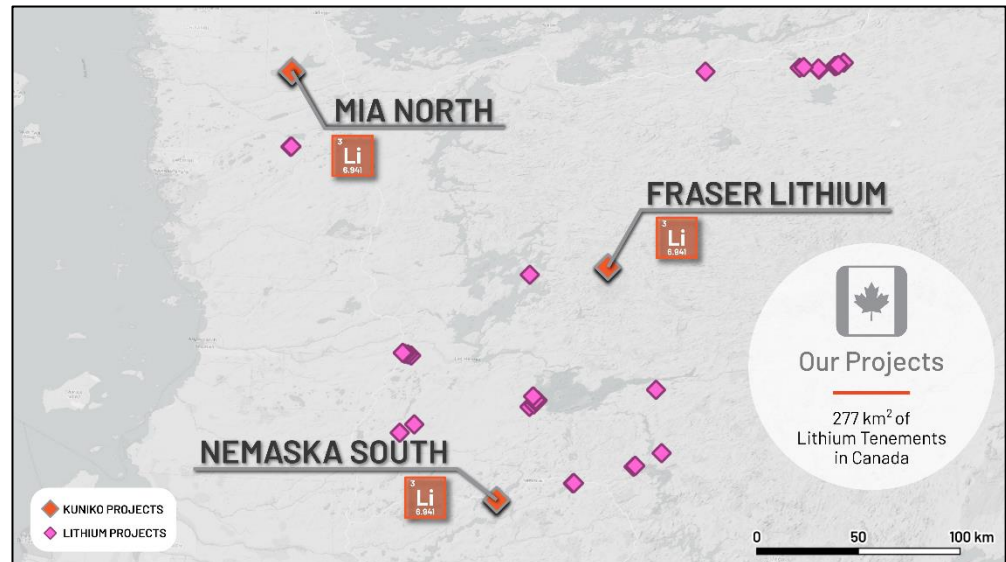 MIA NORTH
3
Li
6.941
FRASER LITHIUM
3
Li
6.941
Our Projects
277 km² of
Lithium Tenements
in Canada
NEMASKA SOUTH
3
Li
6.941
KUNIKO PROJECTS
LITHIUM PROJECTS
0 50 100 km